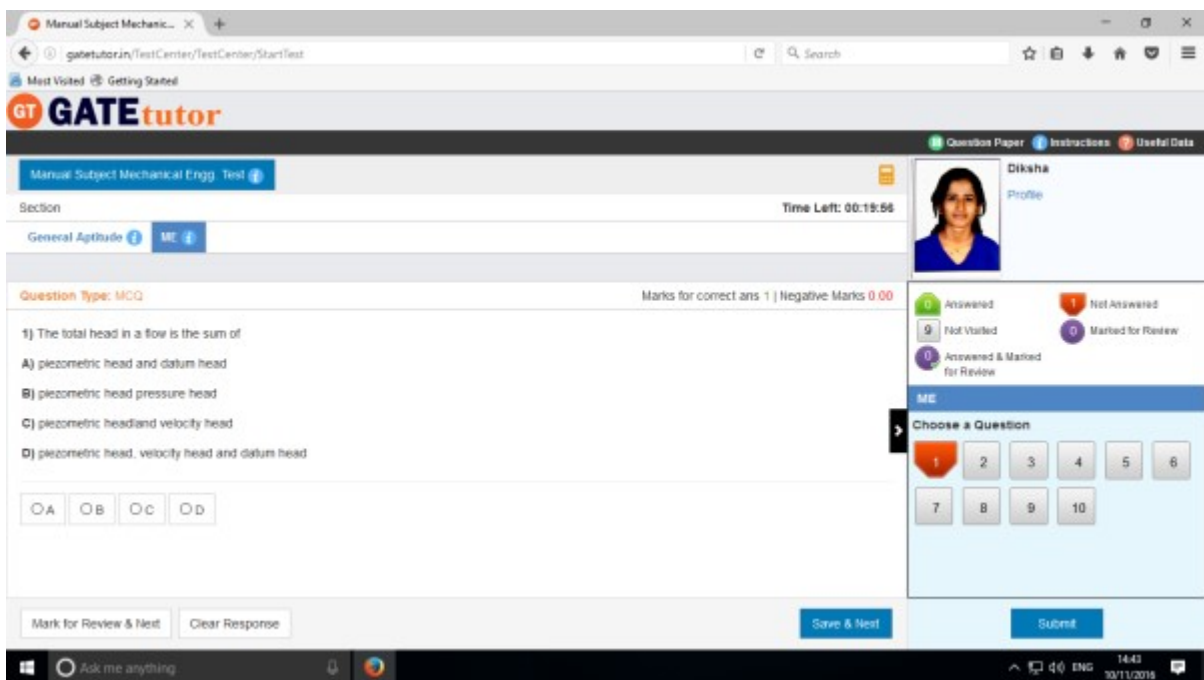 Manual Subject Mechanic...
gatetutor.in/TestCenter/TestCenter/StartTest
Search
Most Visited Getting Started
GT GATEtutor
Question Paper Instructions Useful Data
Manual Subject Mechanical Engg. Test
Diksha
Profile
Section Time Left: 00:19:56
General Aptitude ME
Question Type: MCQ Marks for correct ans 1 | Negative Marks 0.00
0 Answered 1 Not Answered
9 Not Visited 0 Marked for Review
0 Answered & Marked
for Review
1) The total head in a flow is the sum of
A) piezometric head and datum head
B) piezometric head pressure head
C) piezometric headland velocity head
D) piezometric head, velocity head and datum head
A B C D
ME
Choose a Question
1 2 3 4 5 6
7 8 9 10
Mark for Review & Next Clear Response Save & Next Submit
Ask me anything
ENG 14:43
10/11/2016